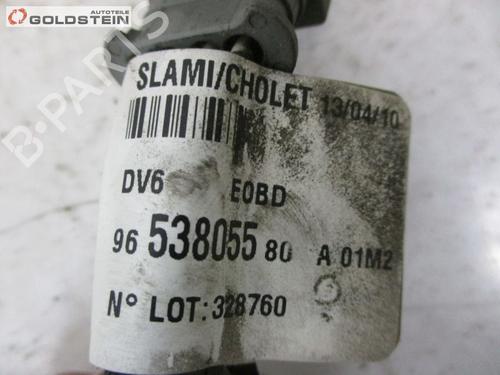 Autoteile
GOLDSTEIN
B-PARTS
SLAMI/CHOLET 13/04/10
DV6 EOBD
96 538055 80 A 01M2
N° LOT: 328760